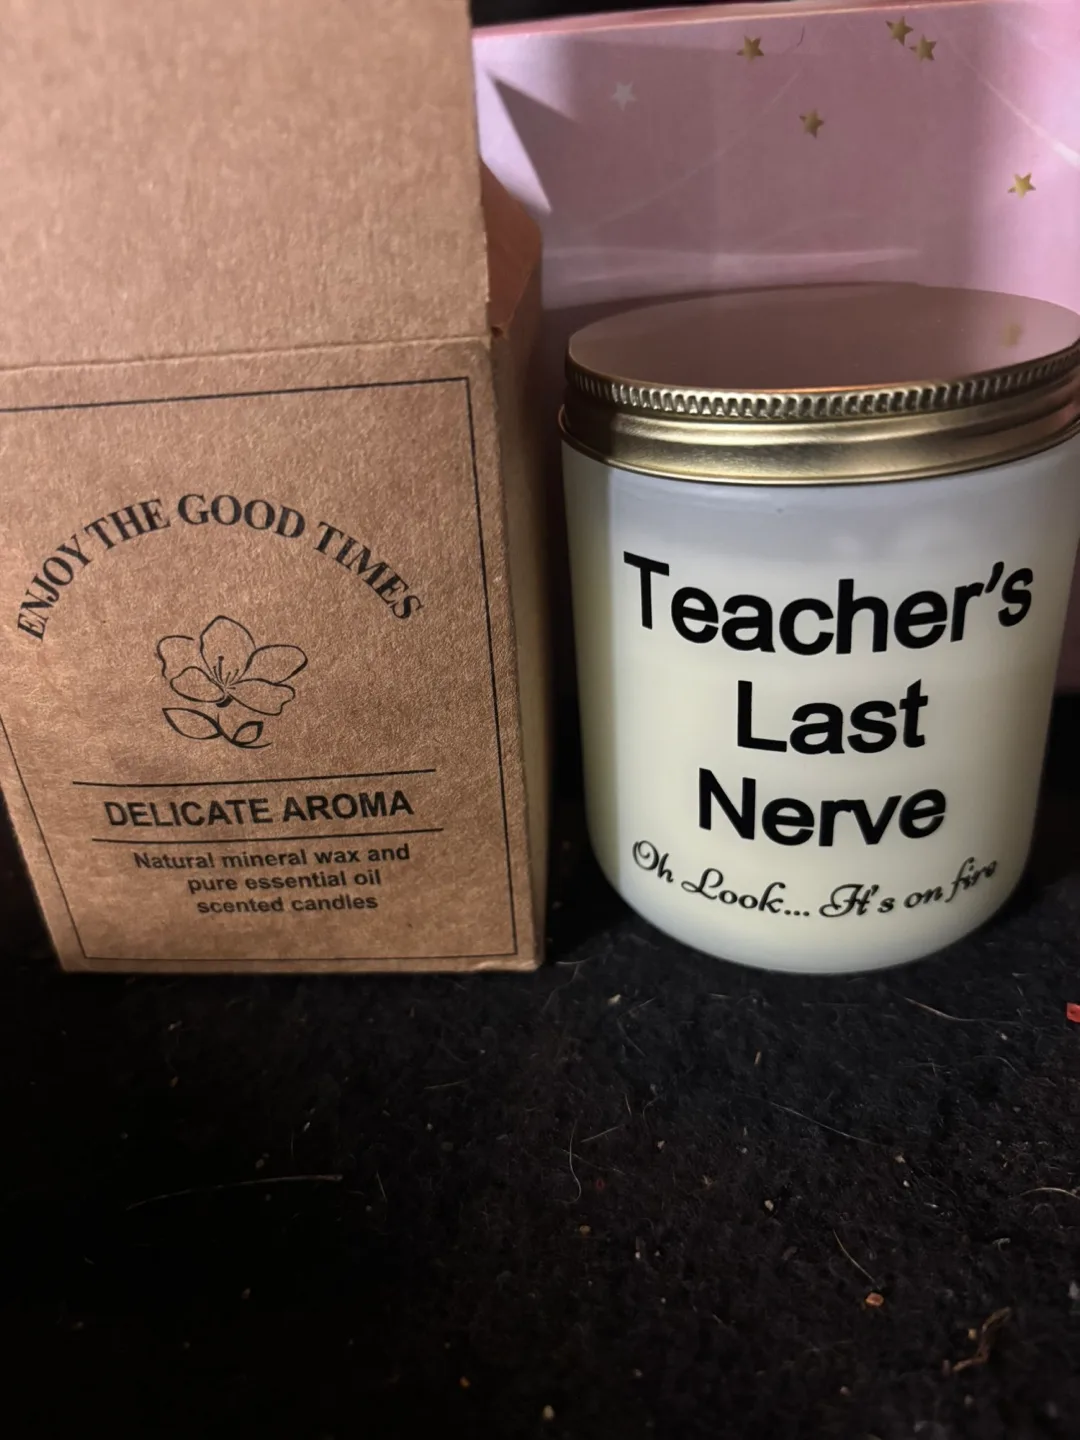 ENJOY THE GOOD TIMES
DELICATE AROMA
Natural mineral wax and
pure essential oil
scented candles
Teacher's
Last
Nerve
Oh Look... It's on fire